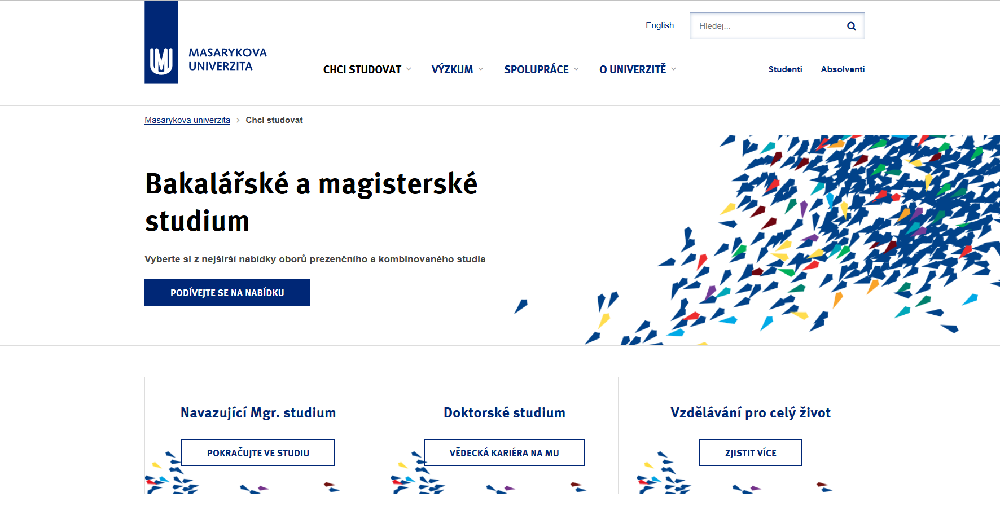 English
Hledej...
MASARYKOVA
UNIVERZITA
CHCI STUDOVAT
VÝZKUM
SPOLUPRÁCE
O UNIVERZITĚ
Studenti
Absolventi
Masarykova univerzita
Chci studovat
Bakalářské a magisterské
studium
Vyberte si z nejširší nabídky oborů prezenčního a kombinovaného studia
PODÍVEJTE SE NA NABÍDKU
Navazující Mgr. studium
POKRAČUJTE VE STUDIU
Doktorské studium
VĚDECKÁ KARIÉRA NA MU
Vzdělávání pro celý život
ZJISTIT VÍCE